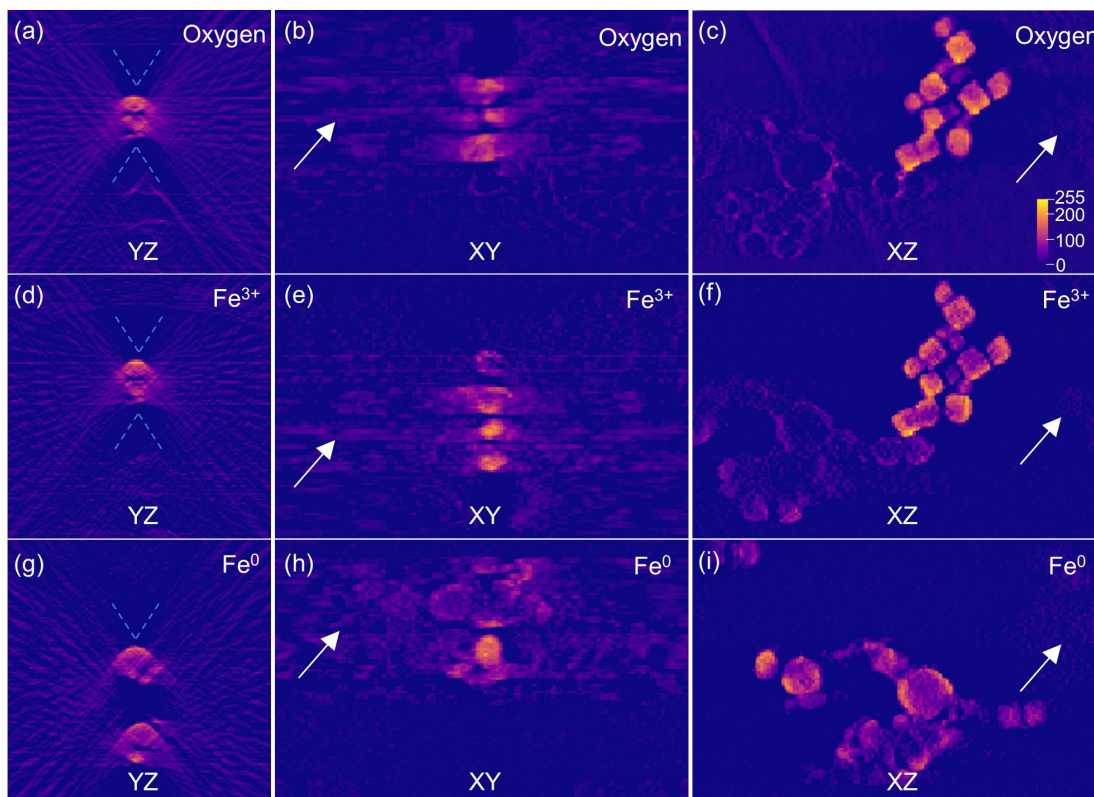 (a) Oxygen
YZ
(b) Oxygen
XY
(c) Oxygen
255
200
100
0
XZ
(d) Fe³⁺
YZ
(e) Fe³⁺
XY
(f) Fe³⁺
XZ
(g) Fe⁰
YZ
(h) Fe⁰
XY
(i) Fe⁰
XZ